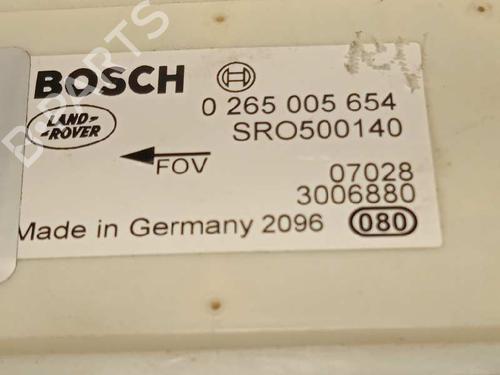 BOSCH
0 265 005 654
LAND-
ROVER
SRO500140
FOV
07028
3006880
Made in Germany 2096 080